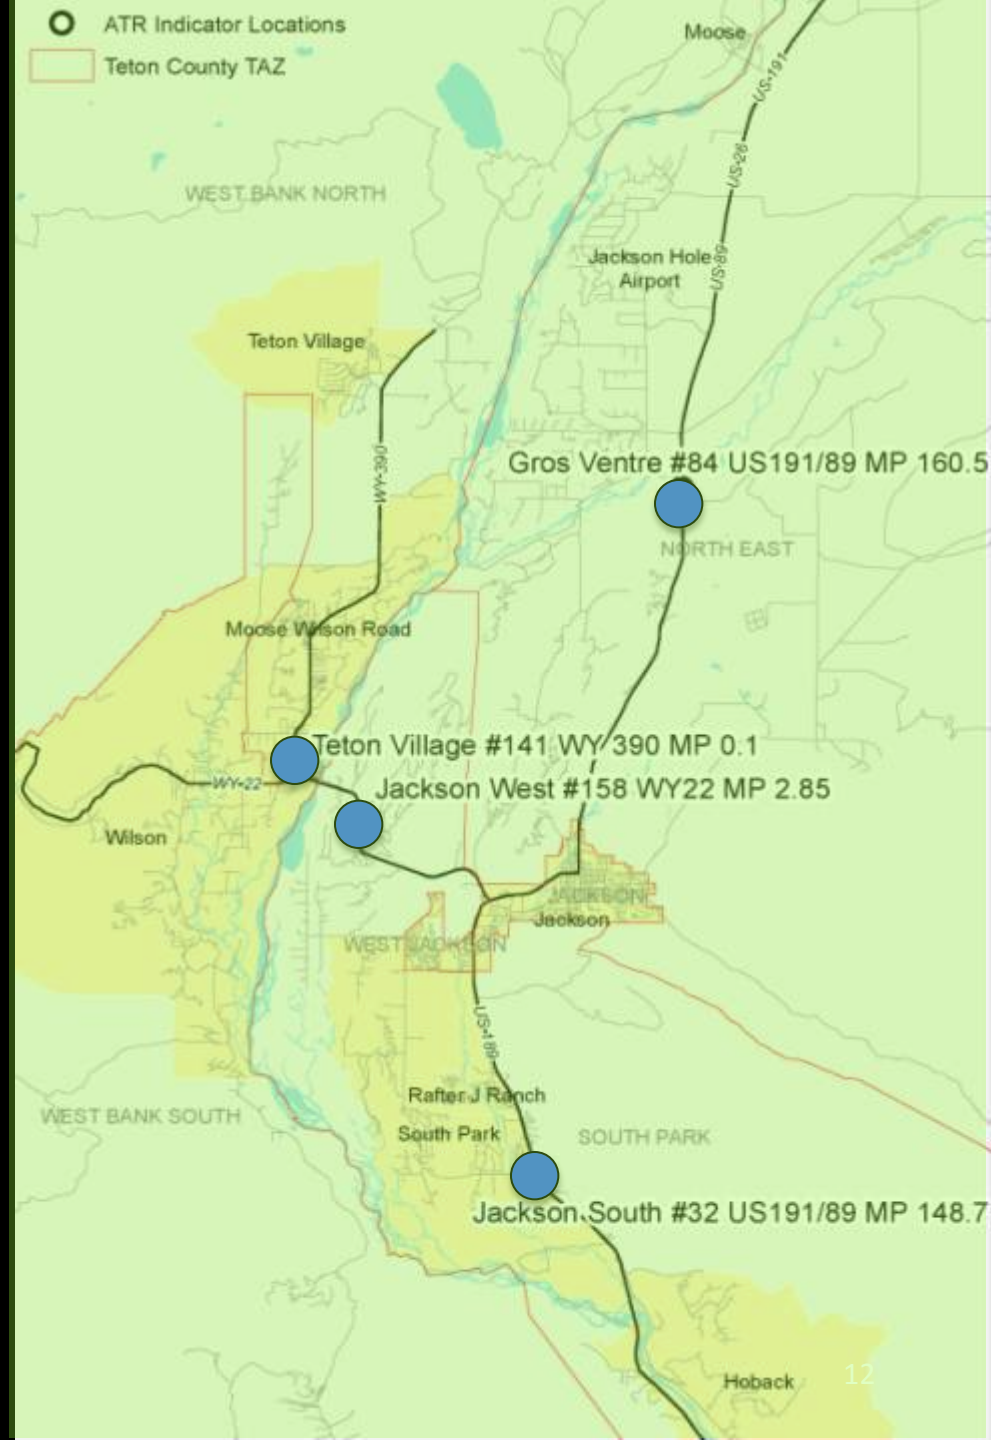 ATR Indicator Locations
Teton County TAZ
Moose
US-191
US-26
WEST BANK NORTH
Jackson Hole
Airport
US-89
Teton Village
WY-390
Gros Ventre #84 US191/89 MP 160.5
NORTH EAST
Moose Wilson Road
Teton Village #141 WY 390 MP 0.1
WY-22
Jackson West #158 WY22 MP 2.85
Wilson
JACKSON
Jackson
WEST JACKSON
US-189
Rafter J Ranch
WEST BANK SOUTH
South Park
SOUTH PARK
Jackson South #32 US191/89 MP 148.7
Hoback
12